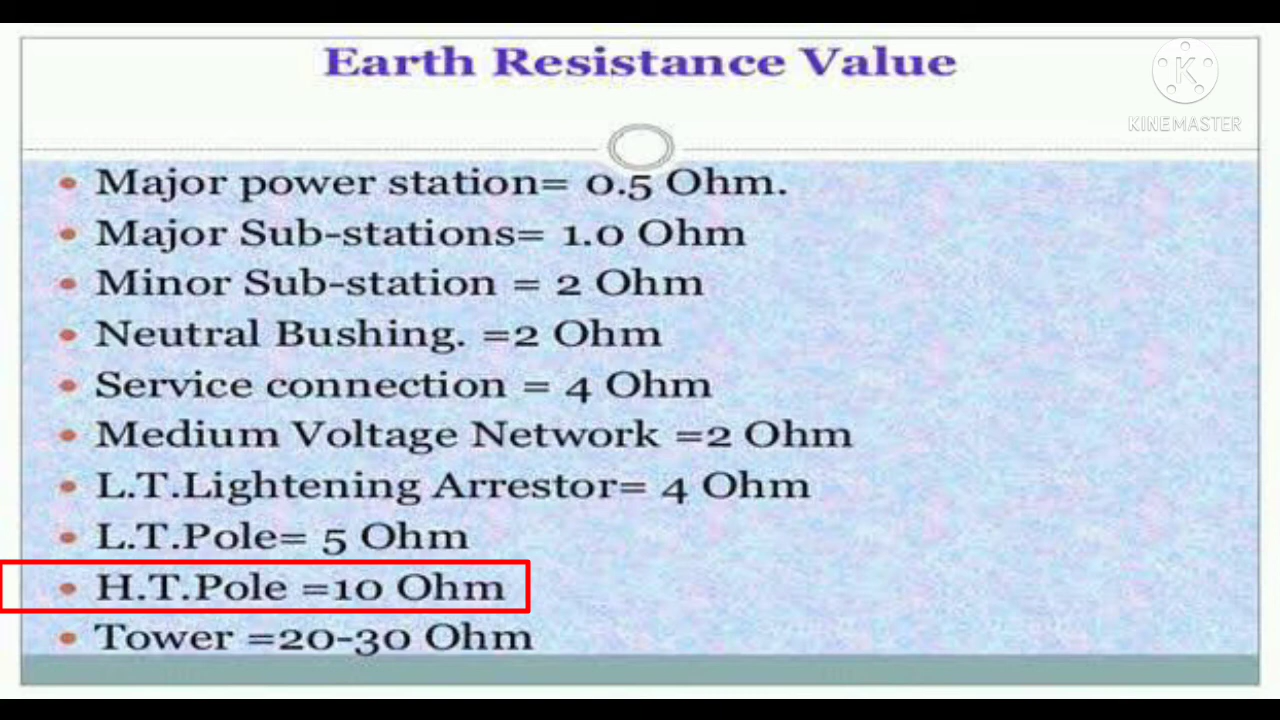 Earth Resistance Value
K
KINEMASTER
• Major power station= 0.5 Ohm.
• Major Sub-stations= 1.0 Ohm
• Minor Sub-station = 2 Ohm
• Neutral Bushing. =2 Ohm
• Service connection = 4 Ohm
• Medium Voltage Network =2 Ohm
• L.T.Lightening Arrestor= 4 Ohm
• L.T.Pole= 5 Ohm
• H.T.Pole =10 Ohm
• Tower =20-30 Ohm